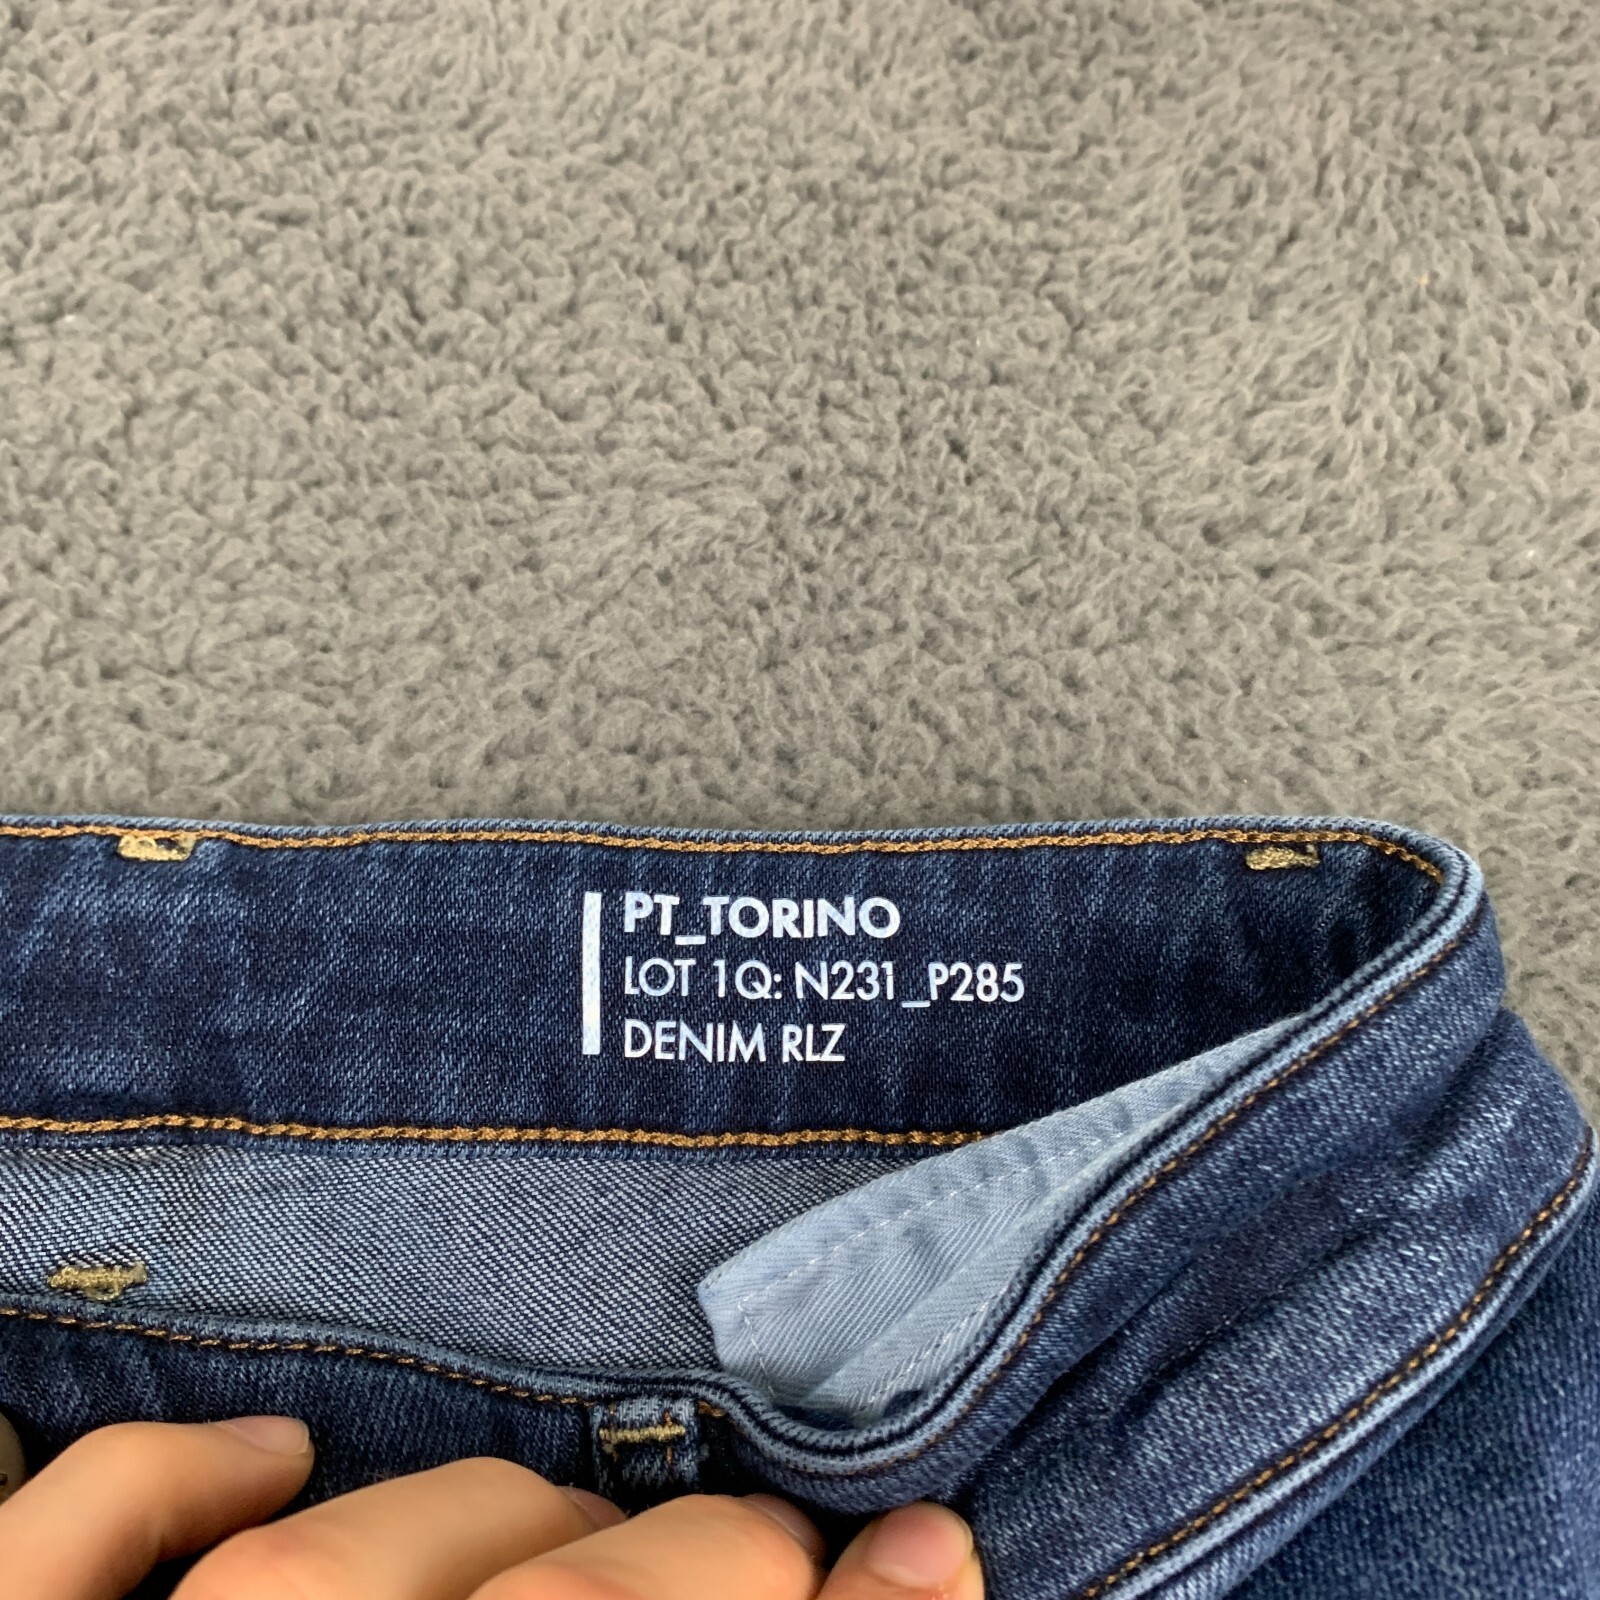 PT_TORINO
LOT 1Q: N231_P285
DENIM RLZ